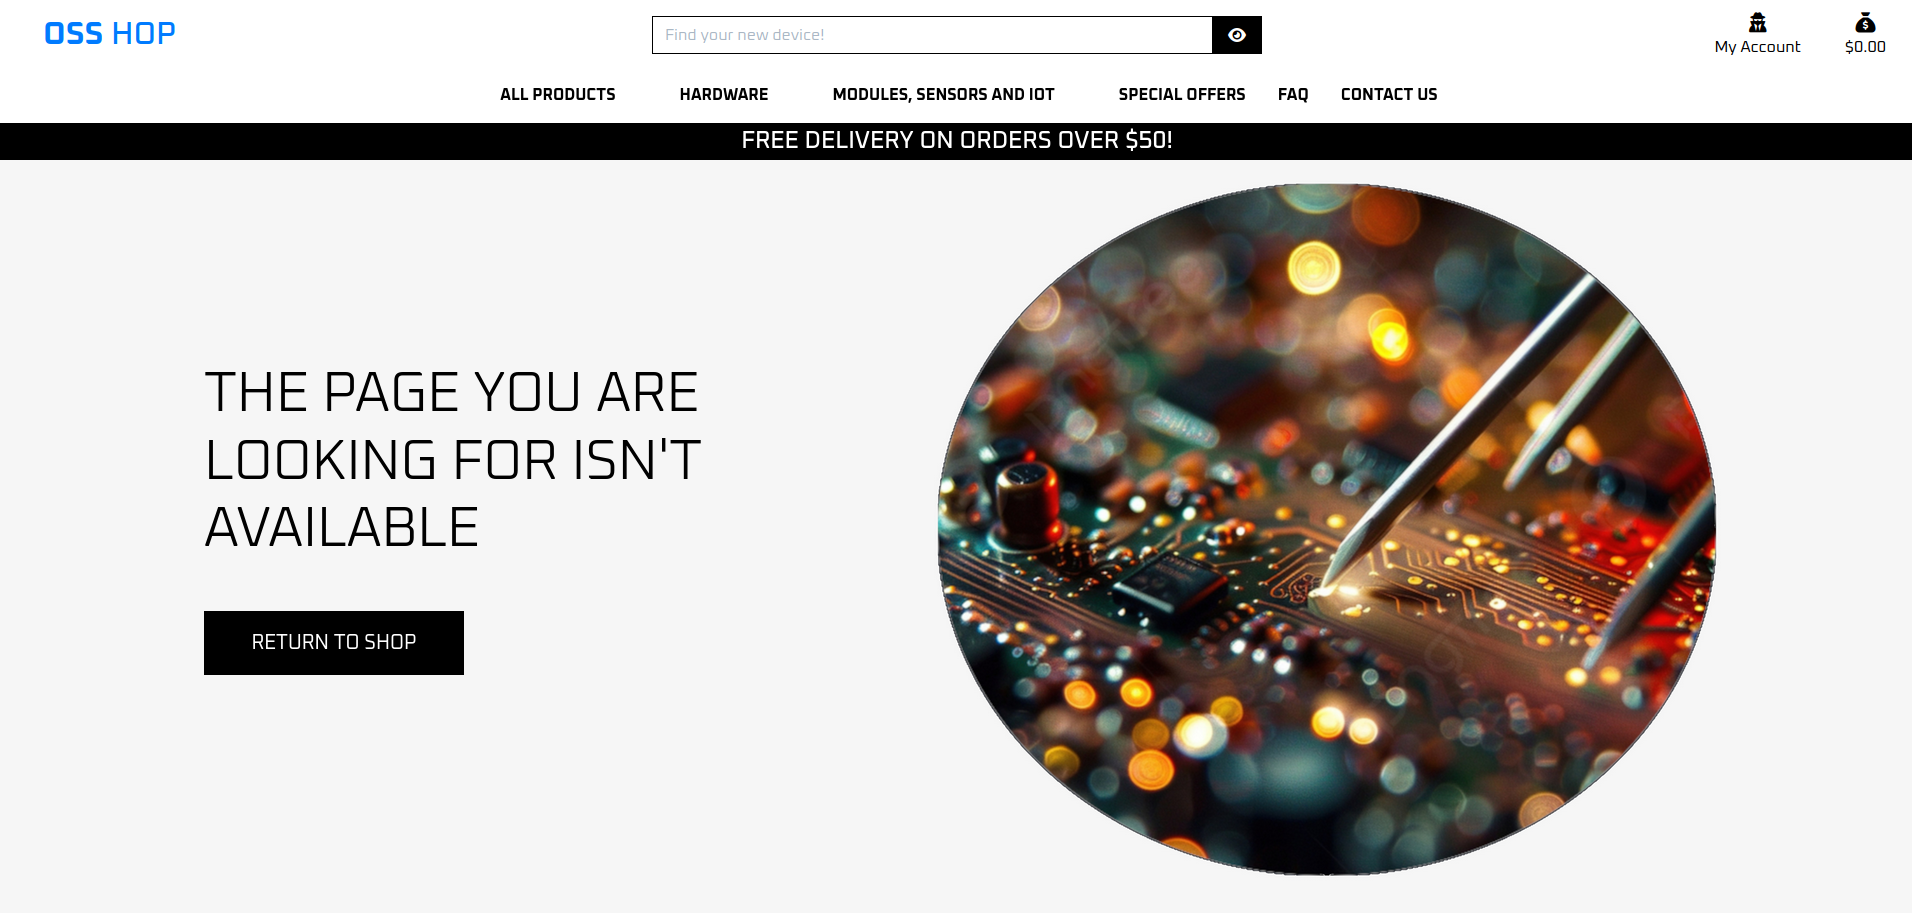 OSS HOP
Find your new device!
My Account
$0.00
ALL PRODUCTS HARDWARE MODULES, SENSORS AND IOT SPECIAL OFFERS FAQ CONTACT US
FREE DELIVERY ON ORDERS OVER $50!
THE PAGE YOU ARE
LOOKING FOR ISN'T
AVAILABLE
RETURN TO SHOP